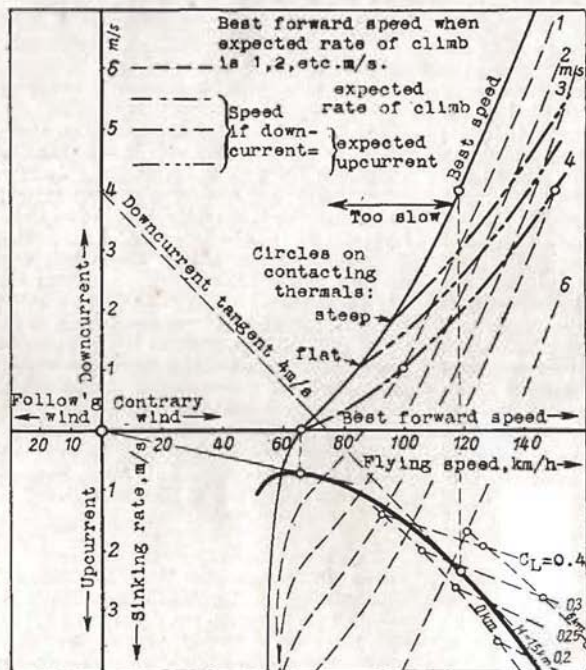 m/s
6
5
4
3
2
1
Best forward speed when
expected rate of climb
is 1,2,etc.m/s.
expected
rate of climb
Speed
if down-
current=
expected
upcurrent
1
2
m/s
3
4
6
Best speed
Too slow
Downcurrent
Downcurrent tangent 4m/s
Circles on
contacting
thermals:
steep
flat
Follow'g
wind
Contrary
wind
Best forward speed
20
20
40
60
80
100
120
140
Flying speed, km/h
Upcurrent
Sinking rate, m/s
1
2
3
CL=0.4
0,3
0,25
0,2
0km